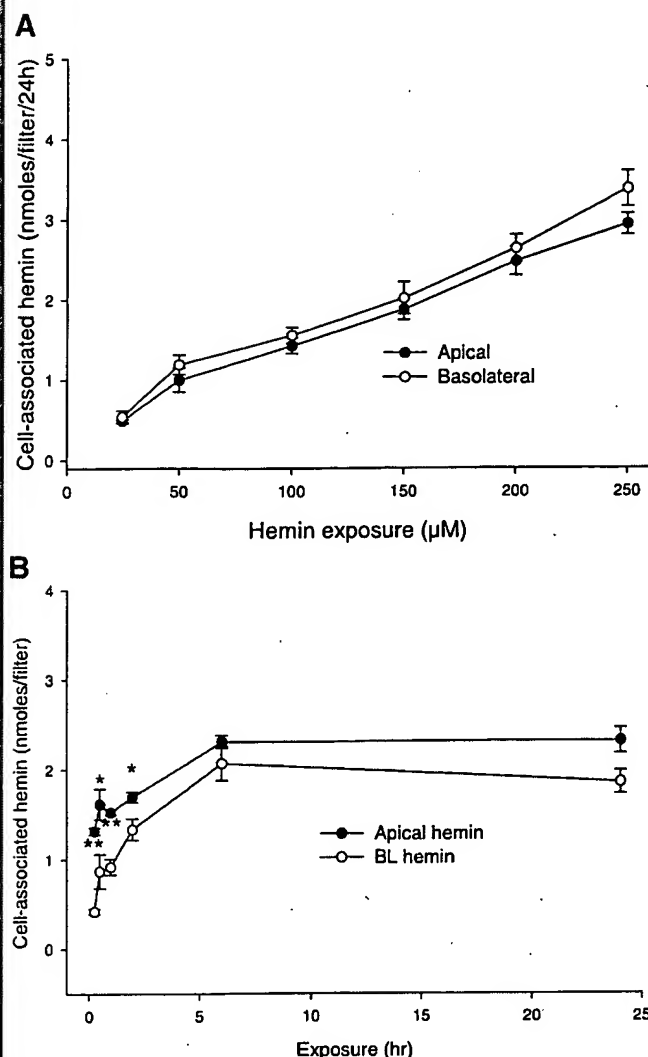 A
Cell-associated hemin (nmoles/filter/24h)
5
4
3
2
1
0
Apical
Basolateral
0 50 100 150 200 250
Hemin exposure (µM)
B
Cell-associated hemin (nmoles/filter)
4
3
2
1
0
*
*
**
**
Apical hemin
BL hemin
0 5 10 15 20 25
Exposure (hr)